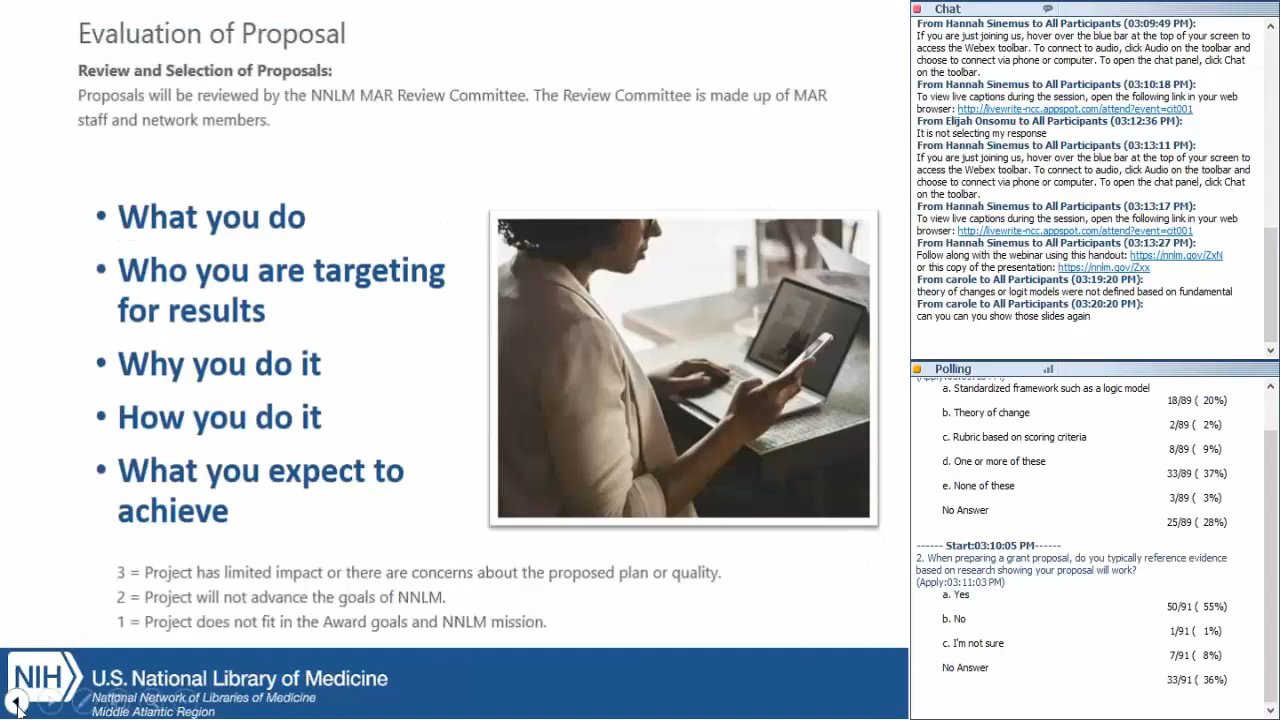 Evaluation of Proposal
Review and Selection of Proposals:
Proposals will be reviewed by the NNLM MAR Review Committee. The Review Committee is made up of MAR
staff and network members.
• What you do
• Who you are targeting
for results
• Why you do it
• How you do it
• What you expect to
achieve
3 = Project has limited impact or there are concerns about the proposed plan or quality.
2 = Project will not advance the goals of NNLM.
1 = Project does not fit in the Award goals and NNLM mission.
NIH
U.S. National Library of Medicine
National Network of Libraries of Medicine
Middle Atlantic Region
Chat
From Hannah Sinemus to All Participants (03:09:49 PM):
If you are just joining us, hover over the blue bar at the top of your screen to
access the Webex toolbar. To connect to audio, click Audio on the toolbar and
choose to connect via phone or computer. To open the chat panel, click Chat
on the toolbar.
From Hannah Sinemus to All Participants (03:10:18 PM):
To view live captions during the session, open the following link in your web
browser: http://livewrite-ncc.appspot.com/attend?event=cit001
From Elijah Onsomu to All Participants (03:12:36 PM):
It is not selecting my response
From Hannah Sinemus to All Participants (03:13:11 PM):
If you are just joining us, hover over the blue bar at the top of your screen to
access the Webex toolbar. To connect to audio, click Audio on the toolbar and
choose to connect via phone or computer. To open the chat panel, click Chat
on the toolbar.
From Hannah Sinemus to All Participants (03:13:17 PM):
To view live captions during the session, open the following link in your web
browser: http://livewrite-ncc.appspot.com/attend?event=cit001
From Hannah Sinemus to All Participants (03:13:27 PM):
Follow along with the webinar using this handout: https://nnlm.gov/ZxN
or this copy of the presentation: https://nnlm.gov/Zxx
From carole to All Participants (03:19:20 PM):
theory of changes or logit models were not defined based on fundamental
From carole to All Participants (03:20:20 PM):
can you can you show those slides again
Polling
a. Standardized framework such as a logic model
18/89 ( 20%)
b. Theory of change
2/89 ( 2%)
c. Rubric based on scoring criteria
8/89 ( 9%)
d. One or more of these
33/89 ( 37%)
e. None of these
3/89 ( 3%)
No Answer
25/89 ( 28%)
------ Start:03:10:05 PM------
2. When preparing a grant proposal, do you typically reference evidence
based on research showing your proposal will work?
(Apply:03:11:03 PM)
a. Yes
50/91 ( 55%)
b. No
1/91 ( 1%)
c. I'm not sure
7/91 ( 8%)
No Answer
33/91 ( 36%)